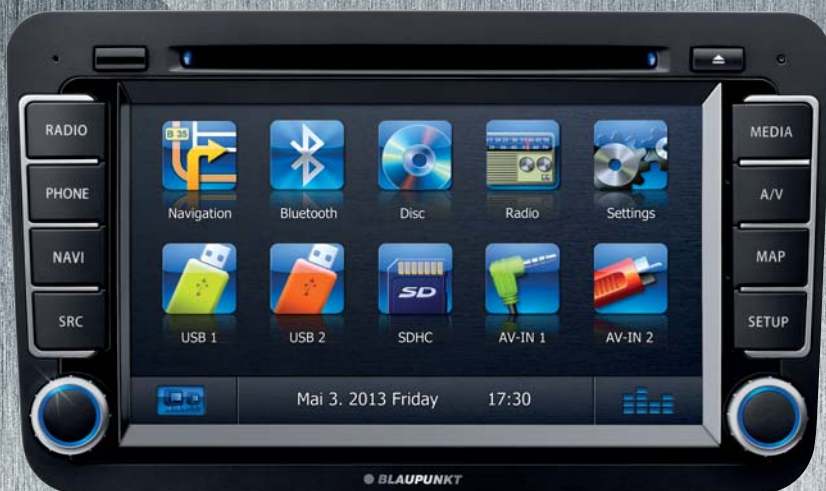 RADIO
PHONE
NAVI
SRC
MEDIA
A/V
MAP
SETUP
B 35
Navigation
Bluetooth
Disc
Radio
Settings
USB 1
USB 2
SD
SDHC
AV-IN 1
AV-IN 2
Mai 3. 2013 Friday 17:30
BLAUPUNKT